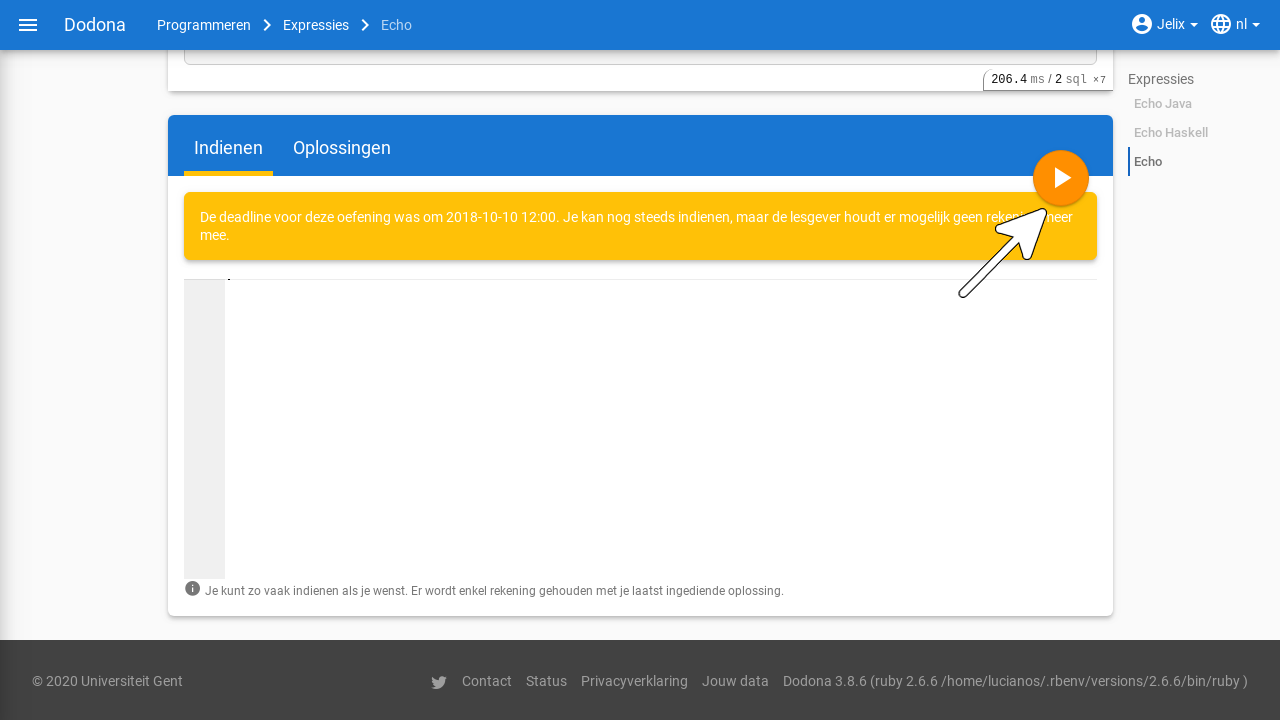 Dodona Programmeren Expressies Echo Jelix nl
206.4 ms / 2 sql ×7
Expressies
Echo Java
Echo Haskell
Echo
Indienen Oplossingen
De deadline voor deze oefening was om 2018-10-10 12:00. Je kan nog steeds indienen, maar de lesgever houdt er mogelijk geen rekening meer
mee.
Je kunt zo vaak indienen als je wenst. Er wordt enkel rekening gehouden met je laatst ingediende oplossing.
© 2020 Universiteit Gent Contact Status Privacyverklaring Jouw data Dodona 3.8.6 (ruby 2.6.6 /home/lucianos/.rbenv/versions/2.6.6/bin/ruby )